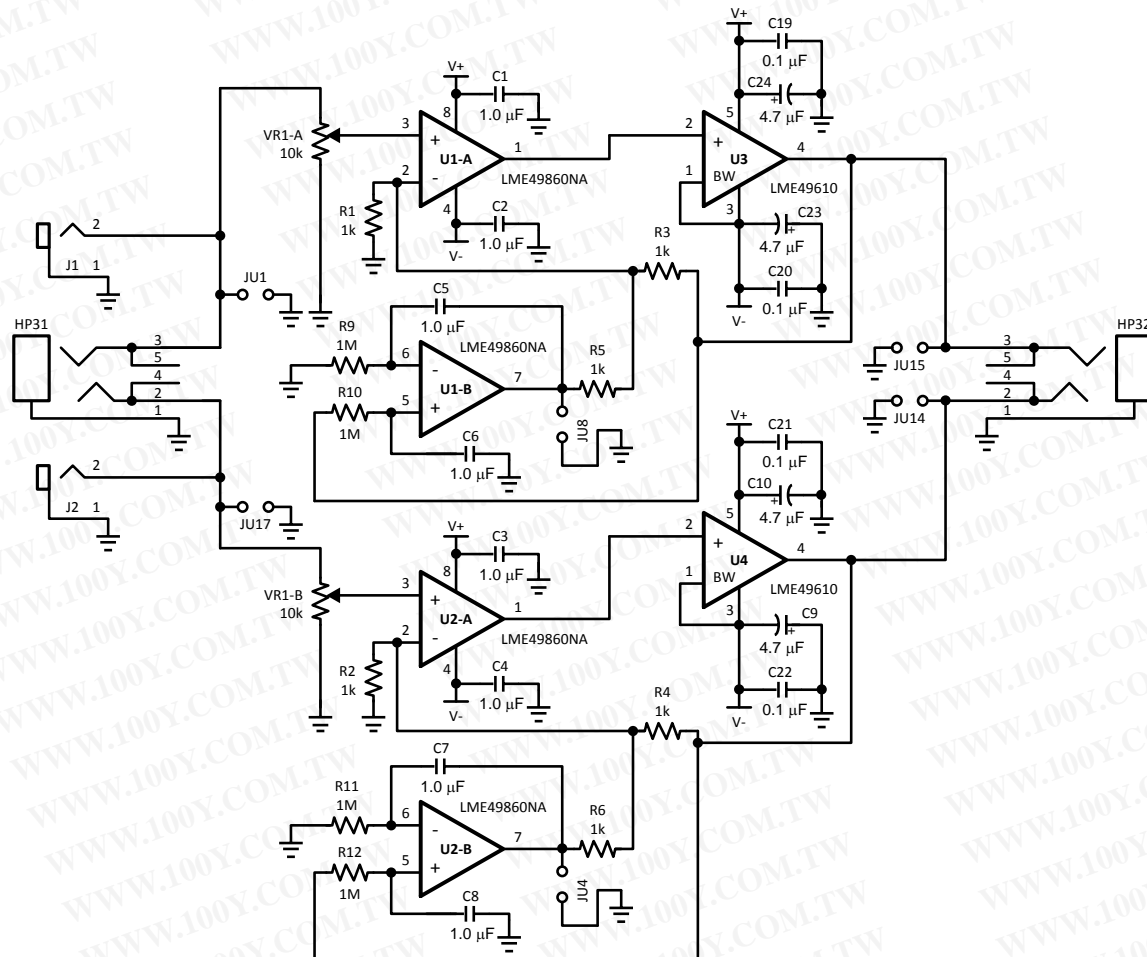 V+
C19
0.1 µF
C24
4.7 µF
V+
C1
1.0 µF
8
5
VR1-A
10k
3
+
U1-A
-
1
2
4
LME49860NA
2
+
U3
1
BW
4
3
LME49610
R1
1k
C2
1.0 µF
V-
C23
4.7 µF
C20
0.1 µF
V-
R3
1k
2
J1 1
JU1
HP31
3
5
4
2
1
C5
1.0 µF
R9
1M
6
-
U1-B
+
5
7
LME49860NA
R10
1M
C6
1.0 µF
R5
1k
JU8
JU15
JU14
3
5
4
2
1
HP32
2
J2 1
JU17
V+
C21
0.1 µF
C10
4.7 µF
V+
C3
1.0 µF
8
5
VR1-B
10k
3
+
U2-A
-
1
2
4
LME49860NA
2
+
U4
1
BW
4
3
LME49610
R2
1k
C4
1.0 µF
V-
C9
4.7 µF
C22
0.1 µF
V-
R4
1k
C7
1.0 µF
R11
1M
6
-
U2-B
+
5
7
LME49860NA
R12
1M
C8
1.0 µF
R6
1k
JU4
WWW.100Y.COM.TW